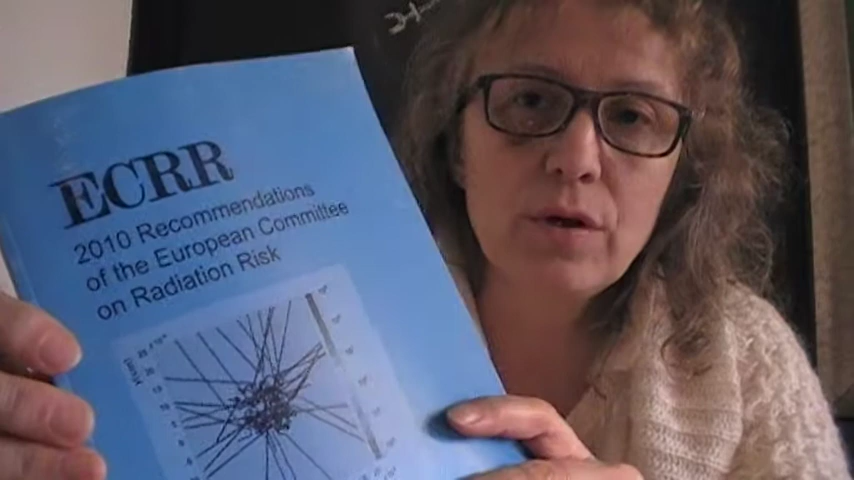 ECRR
2010 Recommendations
of the European Committee
on Radiation Risk